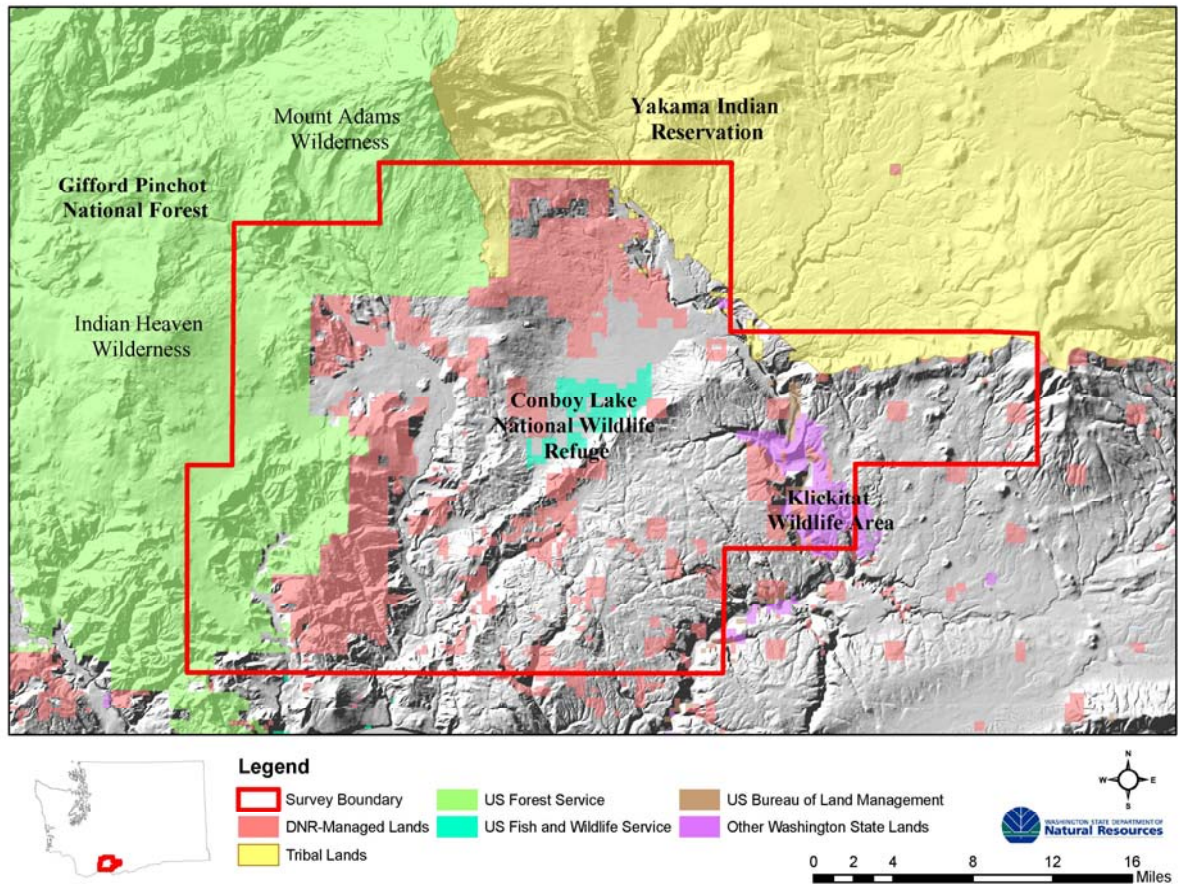 Mount Adams
Wilderness
Yakama Indian
Reservation
Gifford Pinchot
National Forest
Indian Heaven
Wilderness
Conboy Lake
National Wildlife
Refuge
Klickitat
Wildlife Area
Legend
Survey Boundary
DNR-Managed Lands
Tribal Lands
US Forest Service
US Fish and Wildlife Service
US Bureau of Land Management
Other Washington State Lands
N
W E
S
WASHINGTON STATE DEPARTMENT OF
Natural Resources
0 2 4 8 12 16
Miles